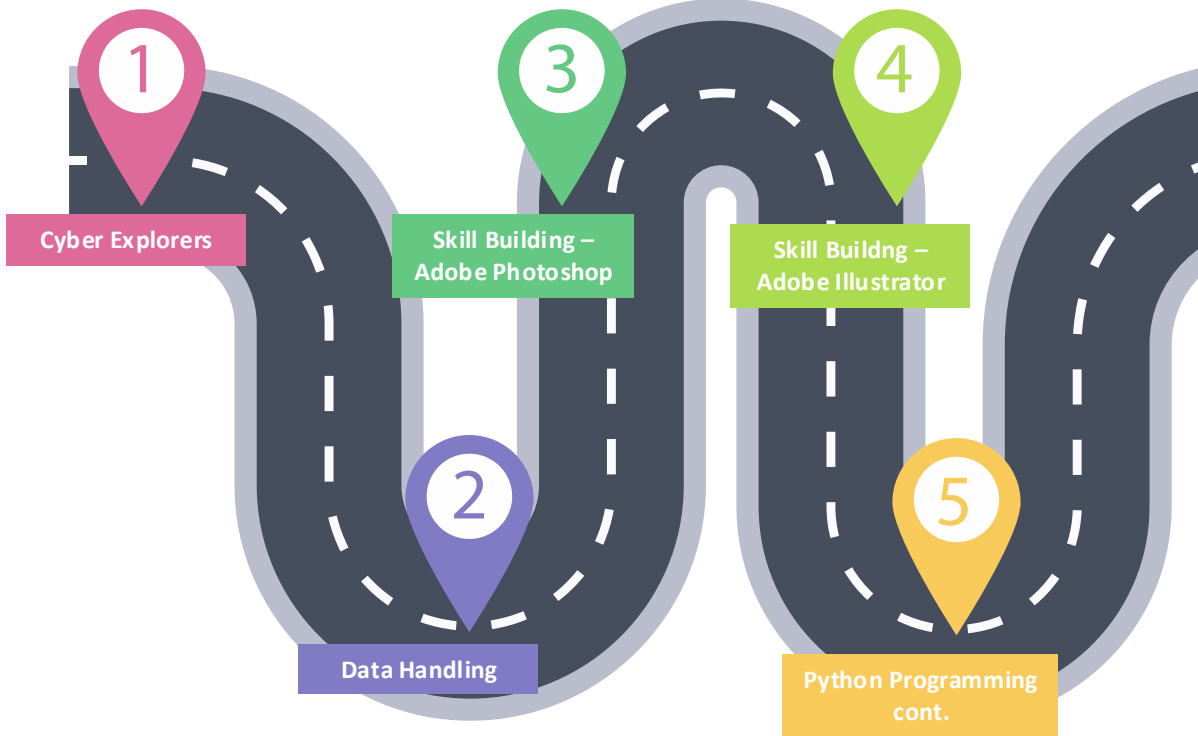 1
Cyber Explorers
2
Data Handling
3
Skill Building –
Adobe Photoshop
4
Skill Buildng –
Adobe Illustrator
5
Python Programming
cont.